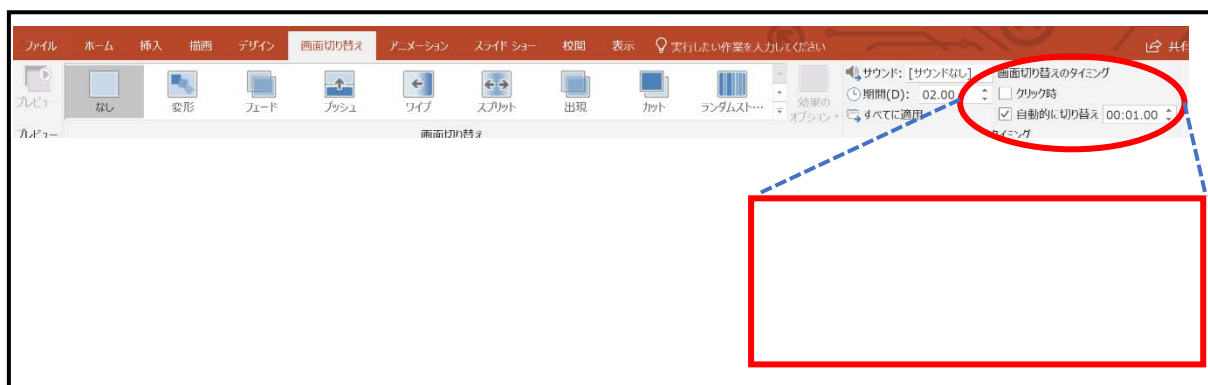 ファイル ホーム 挿入 描画 デザイン 画面切り替え アニメーション スライド ショー 校閲 表示 実行したい作業を入力してください 共有
プレビュー
なし 変形 フェード プッシュ ワイプ スプリット 出現 カット ランダムスト… 効果のオプション
サウンド: [サウンドなし] 画面切り替えのタイミング
期間(D): 02.00 クリック時
すべてに適用 自動的に切り替え 00:01.00
プレビュー 画面切り替え タイミング